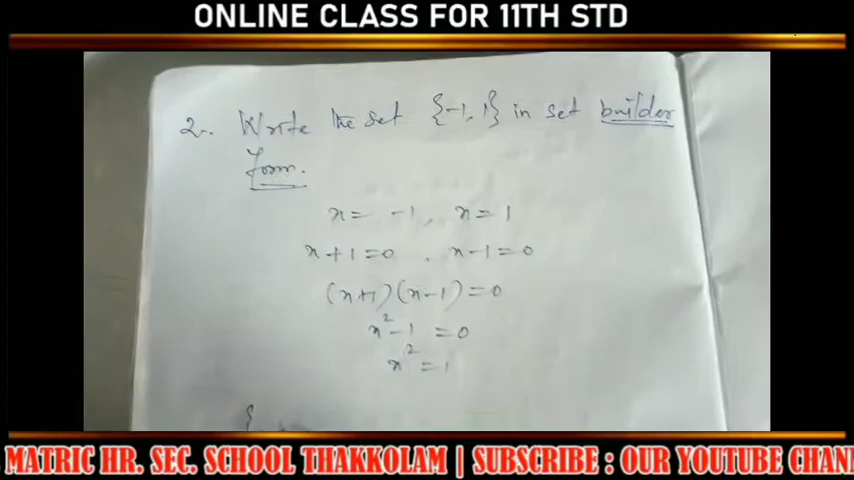 ONLINE CLASS FOR 11TH STD
2. Write the set {-1, 1} in set builder
form.
x = -1, x = 1
x + 1 = 0, x - 1 = 0
(x+1)(x-1) = 0
x² - 1 = 0
x² = 1
{
MATRIC HR. SEC. SCHOOL THAKKOLAM | SUBSCRIBE : OUR YOUTUBE CHAN